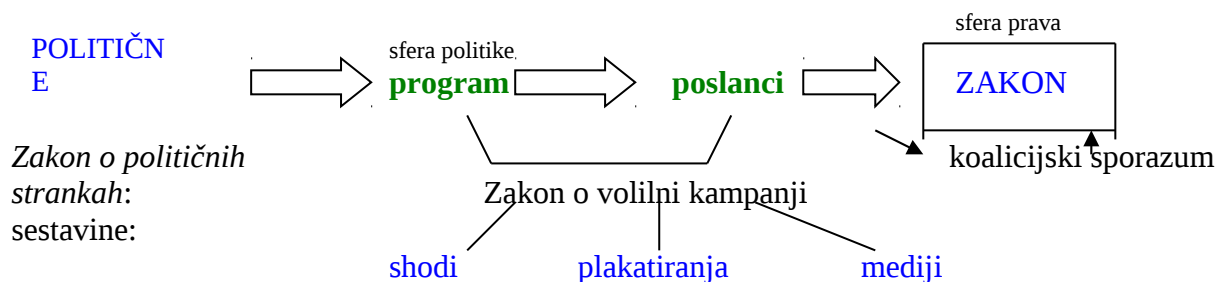 sfera prava
POLITIČN
E
sfera politike
program
poslanci
ZAKON
Zakon o političnih
strankah:
sestavine:
koalicijski sporazum
Zakon o volilni kampanji
shodi
plakatiranja
mediji